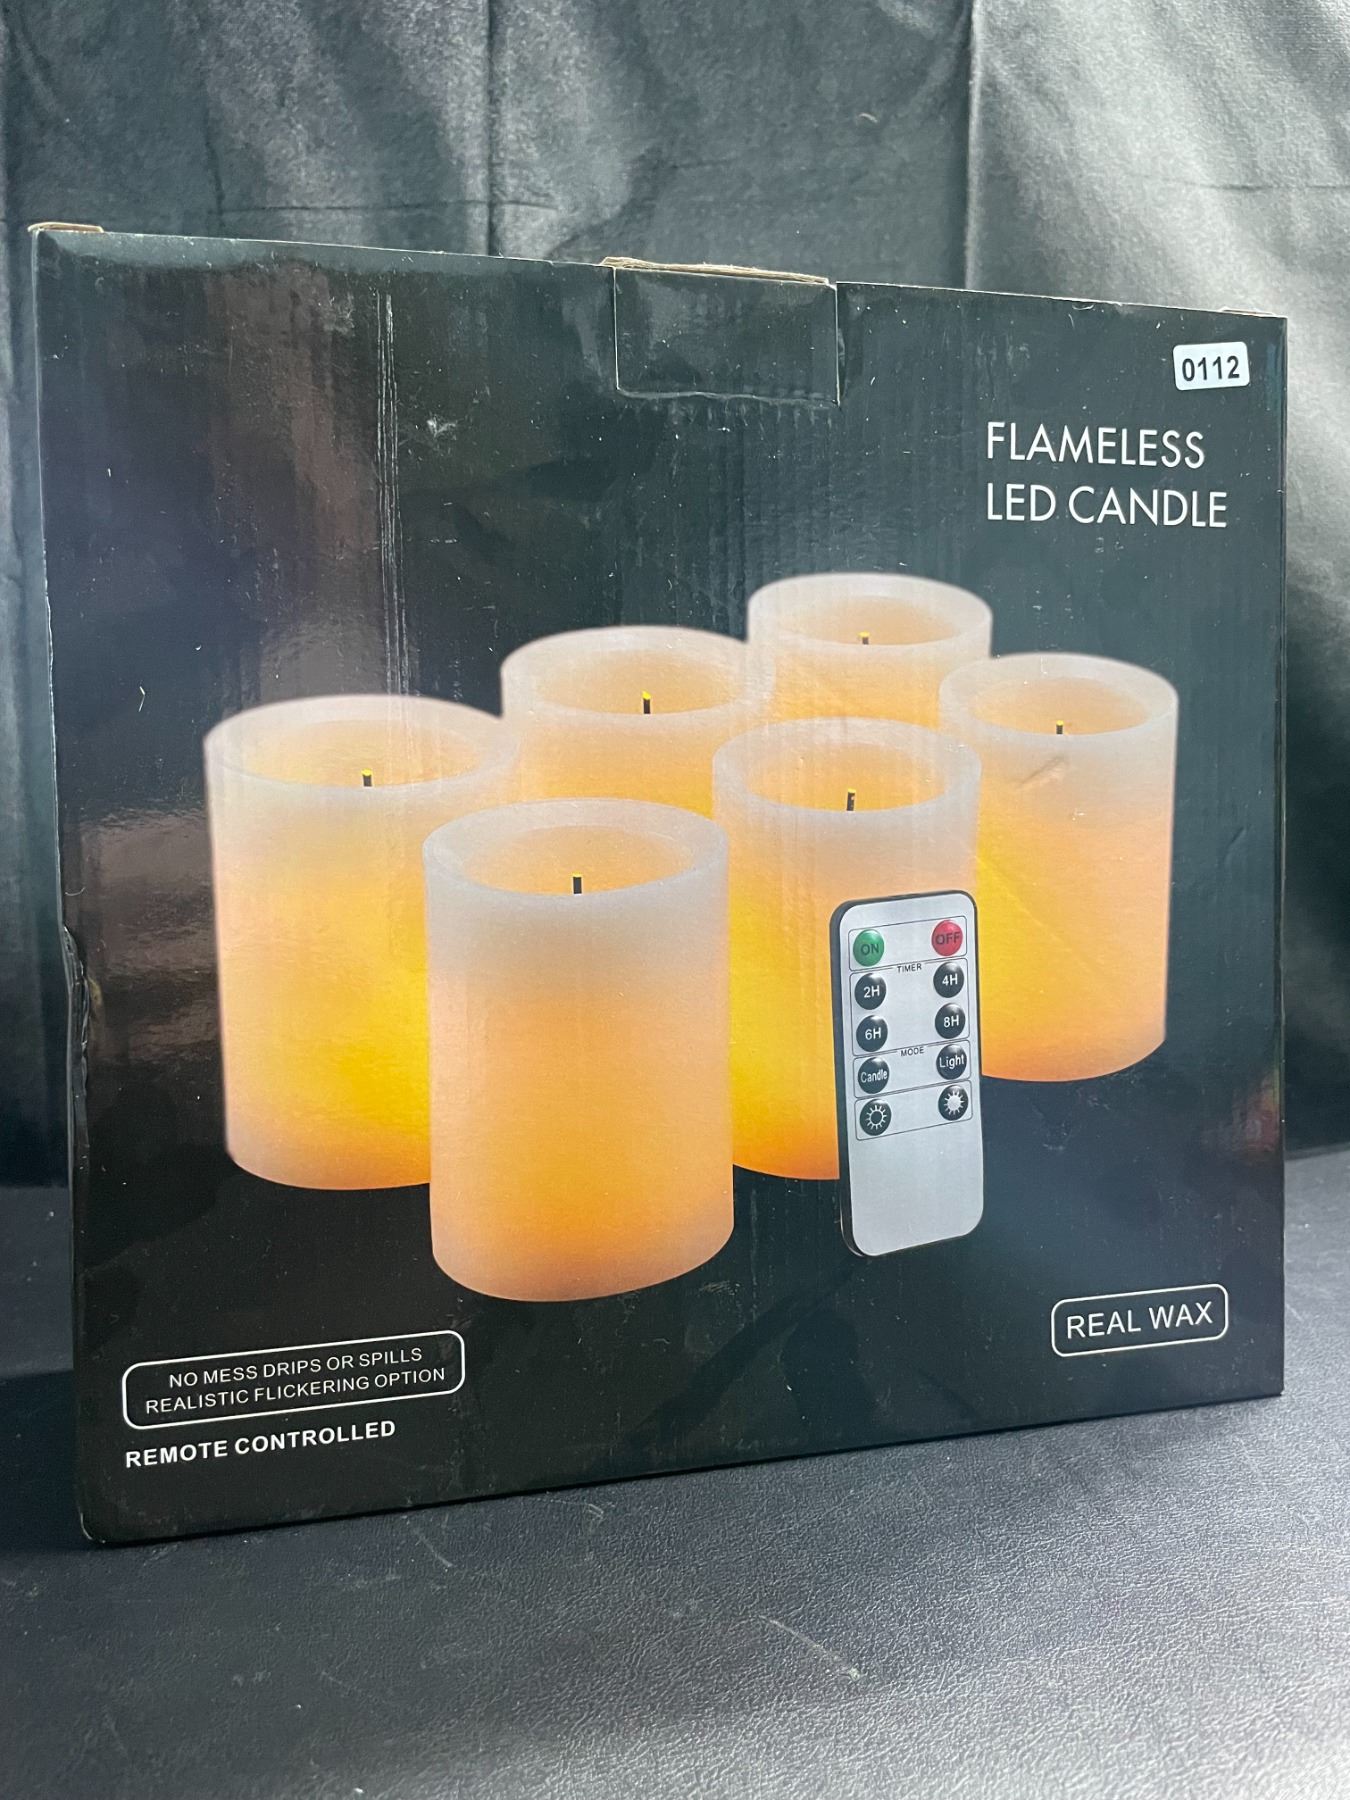 0112
FLAMELESS
LED CANDLE
ON OFF
TIMER
2H 4H
6H 8H
MODE
Candle Light
REAL WAX
NO MESS DRIPS OR SPILLS
REALISTIC FLICKERING OPTION
REMOTE CONTROLLED